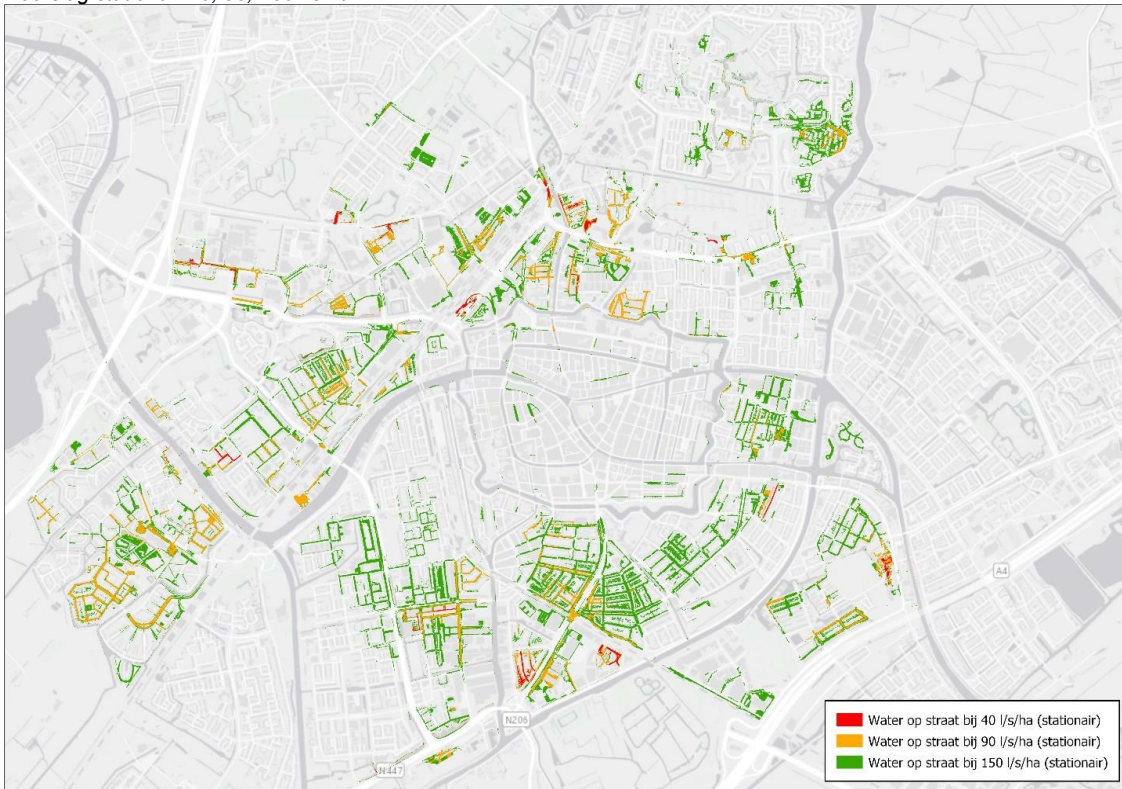 A4
N206
N447
Water op straat bij 40 l/s/ha (stationair)
Water op straat bij 90 l/s/ha (stationair)
Water op straat bij 150 l/s/ha (stationair)